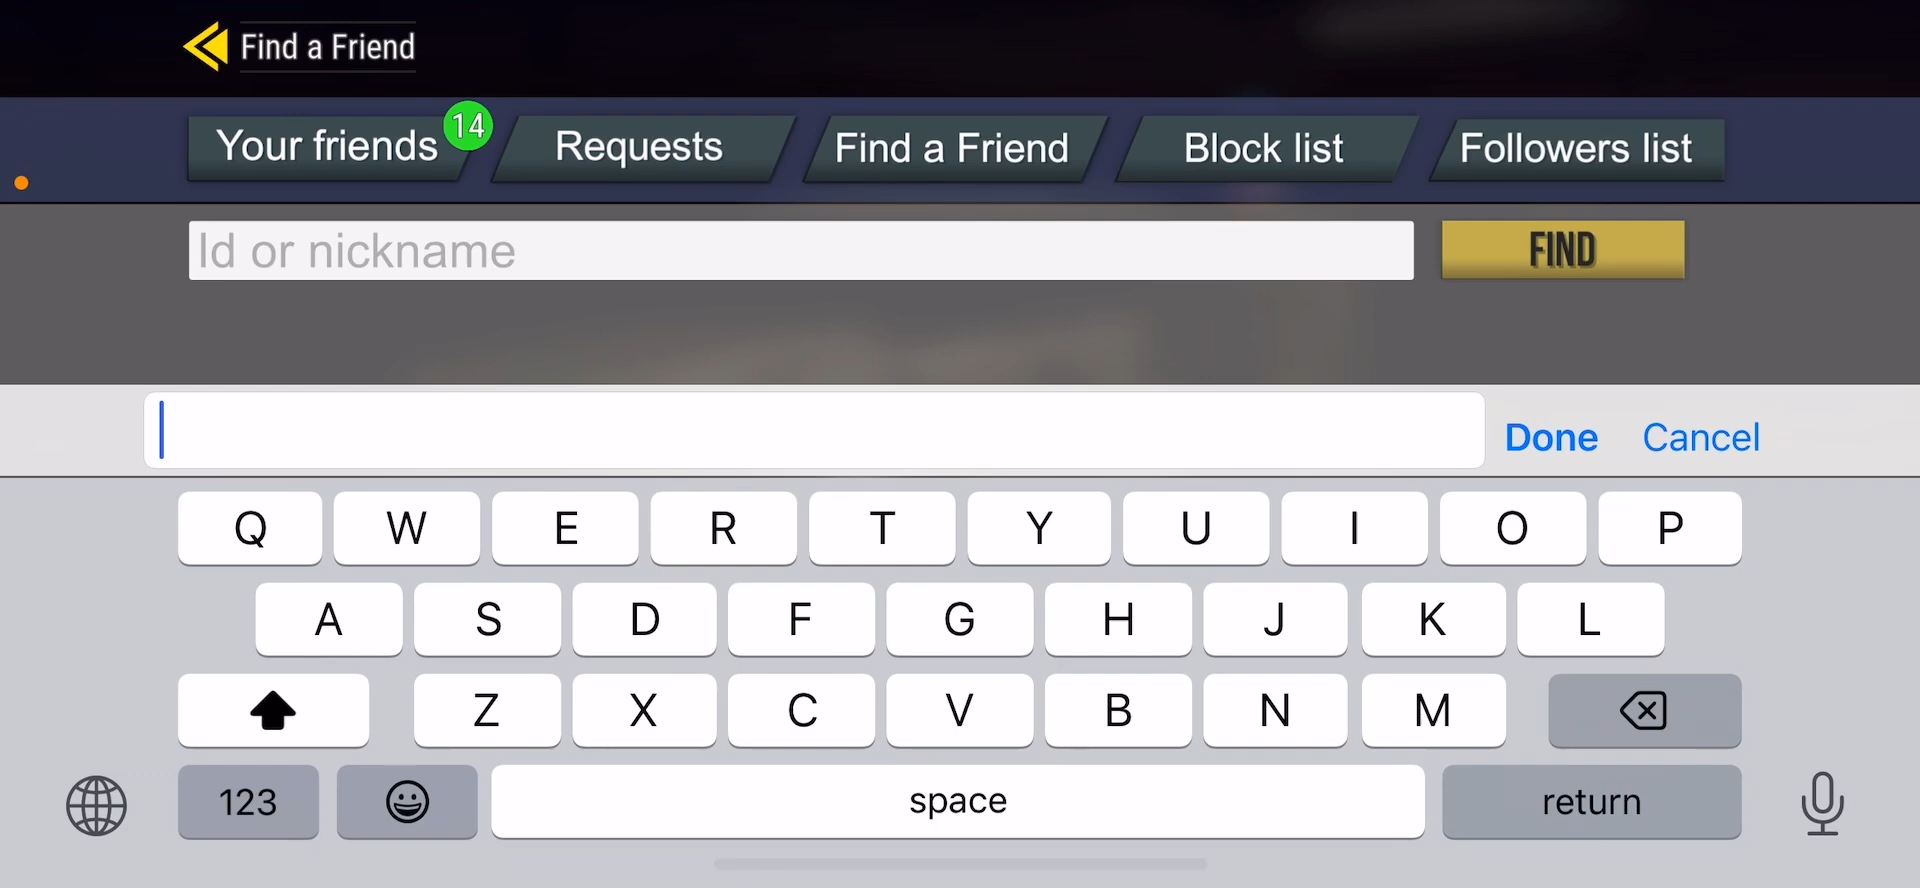 Find a Friend
Your friends 14 Requests Find a Friend Block list Followers list
Id or nickname FIND
Done Cancel
Q W E R T Y U I O P
A S D F G H J K L
Z X C V B N M
123 space return